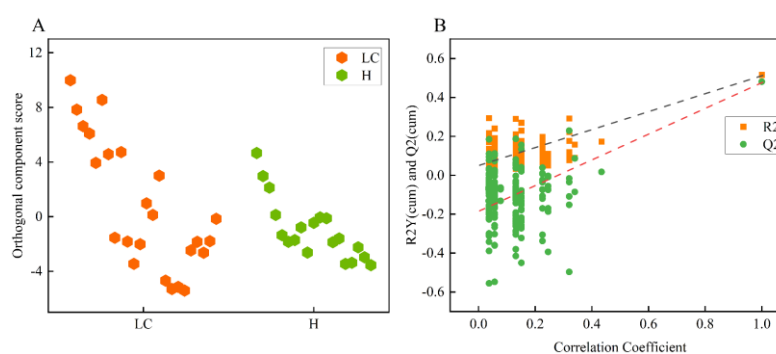 A
Orthogonal component score
12
8
4
0
-4
LC
H
LC
H
B
R2Y(cum) and Q2(cum)
0.6
0.4
0.2
0.0
-0.2
-0.4
-0.6
R2
Q2
0.0 0.2 0.4 0.6 0.8 1.0
Correlation Coefficient